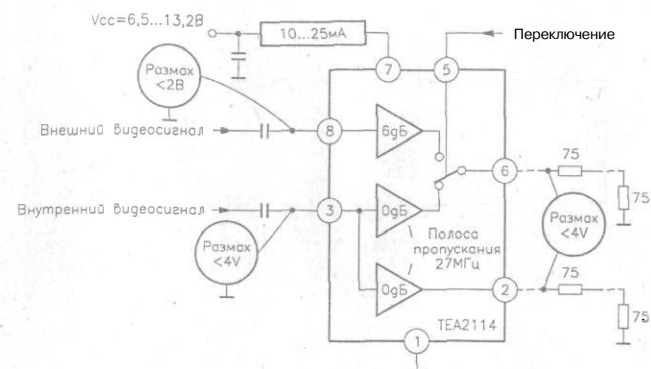 Vcc=6,5...13,2В
10...25мА
Переключение
7
5
Размах
<2В
Внешний видеосигнал
8
6дБ
6
75
75
Внутренний видеосигнал
3
0дБ
Размах
<4V
Полоса
пропускания
27МГц
Размах
<4V
0дБ
2
75
75
TEA2114
1